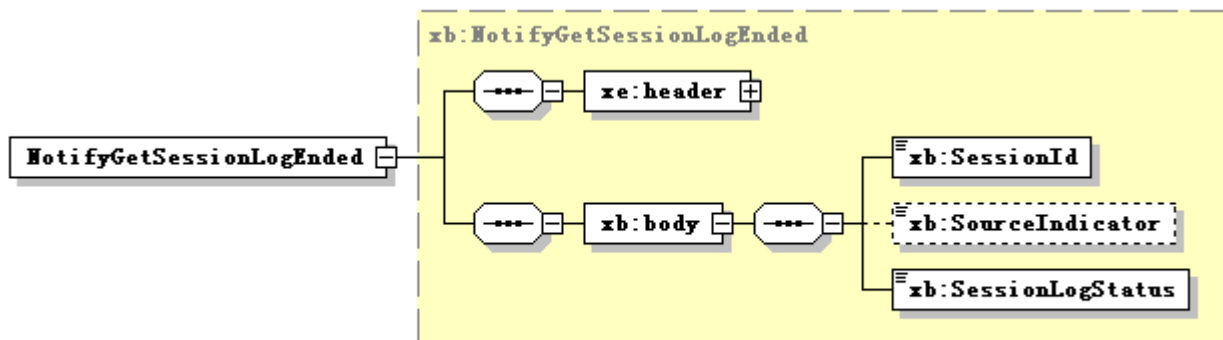 xb:NotifyGetSessionLogEnded
xe:header
NotifyGetSessionLogEnded
xb:SessionId
xb:body
xb:SourceIndicator
xb:SessionLogStatus